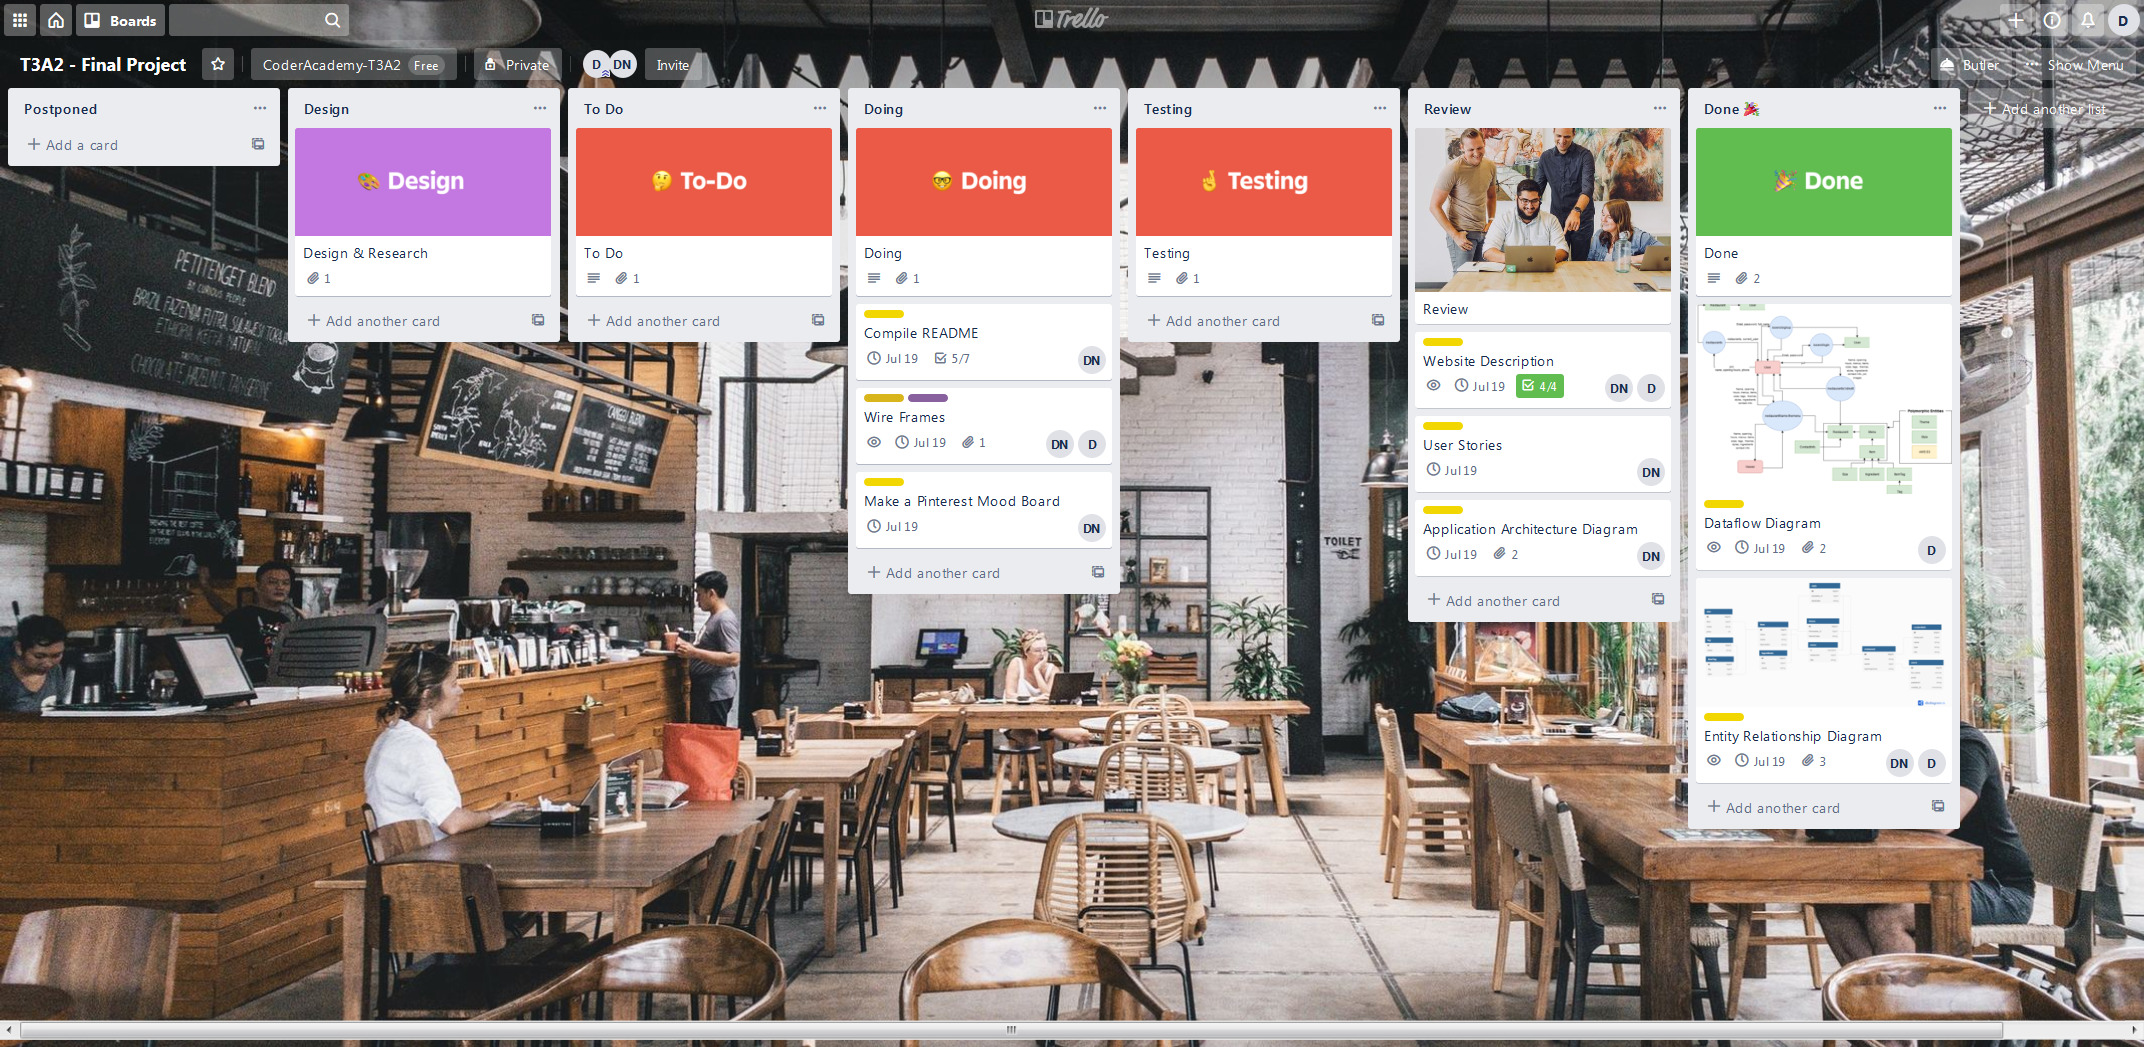 Boards
Trello
D
T3A2 - Final Project
CoderAcademy-T3A2 Free
Private
D DN
Invite
Butler
Show Menu
Postponed
Add a card
Design
Design
Design & Research
1
Add another card
To Do
To-Do
To Do
1
Add another card
Doing
Doing
Doing
1
Compile README
Jul 19 5/7
DN
Wire Frames
Jul 19 1
DN D
Make a Pinterest Mood Board
Jul 19
DN
Add another card
Testing
Testing
Testing
1
Add another card
Review
Review
Website Description
Jul 19 4/4
DN D
User Stories
Jul 19
DN
Application Architecture Diagram
Jul 19 2
DN
Add another card
Done
Done
Done
2
Dataflow Diagram
Jul 19 2
D
Entity Relationship Diagram
Jul 19 3
DN D
Add another card
Add another list
PETITENGET BLEND
TOILET